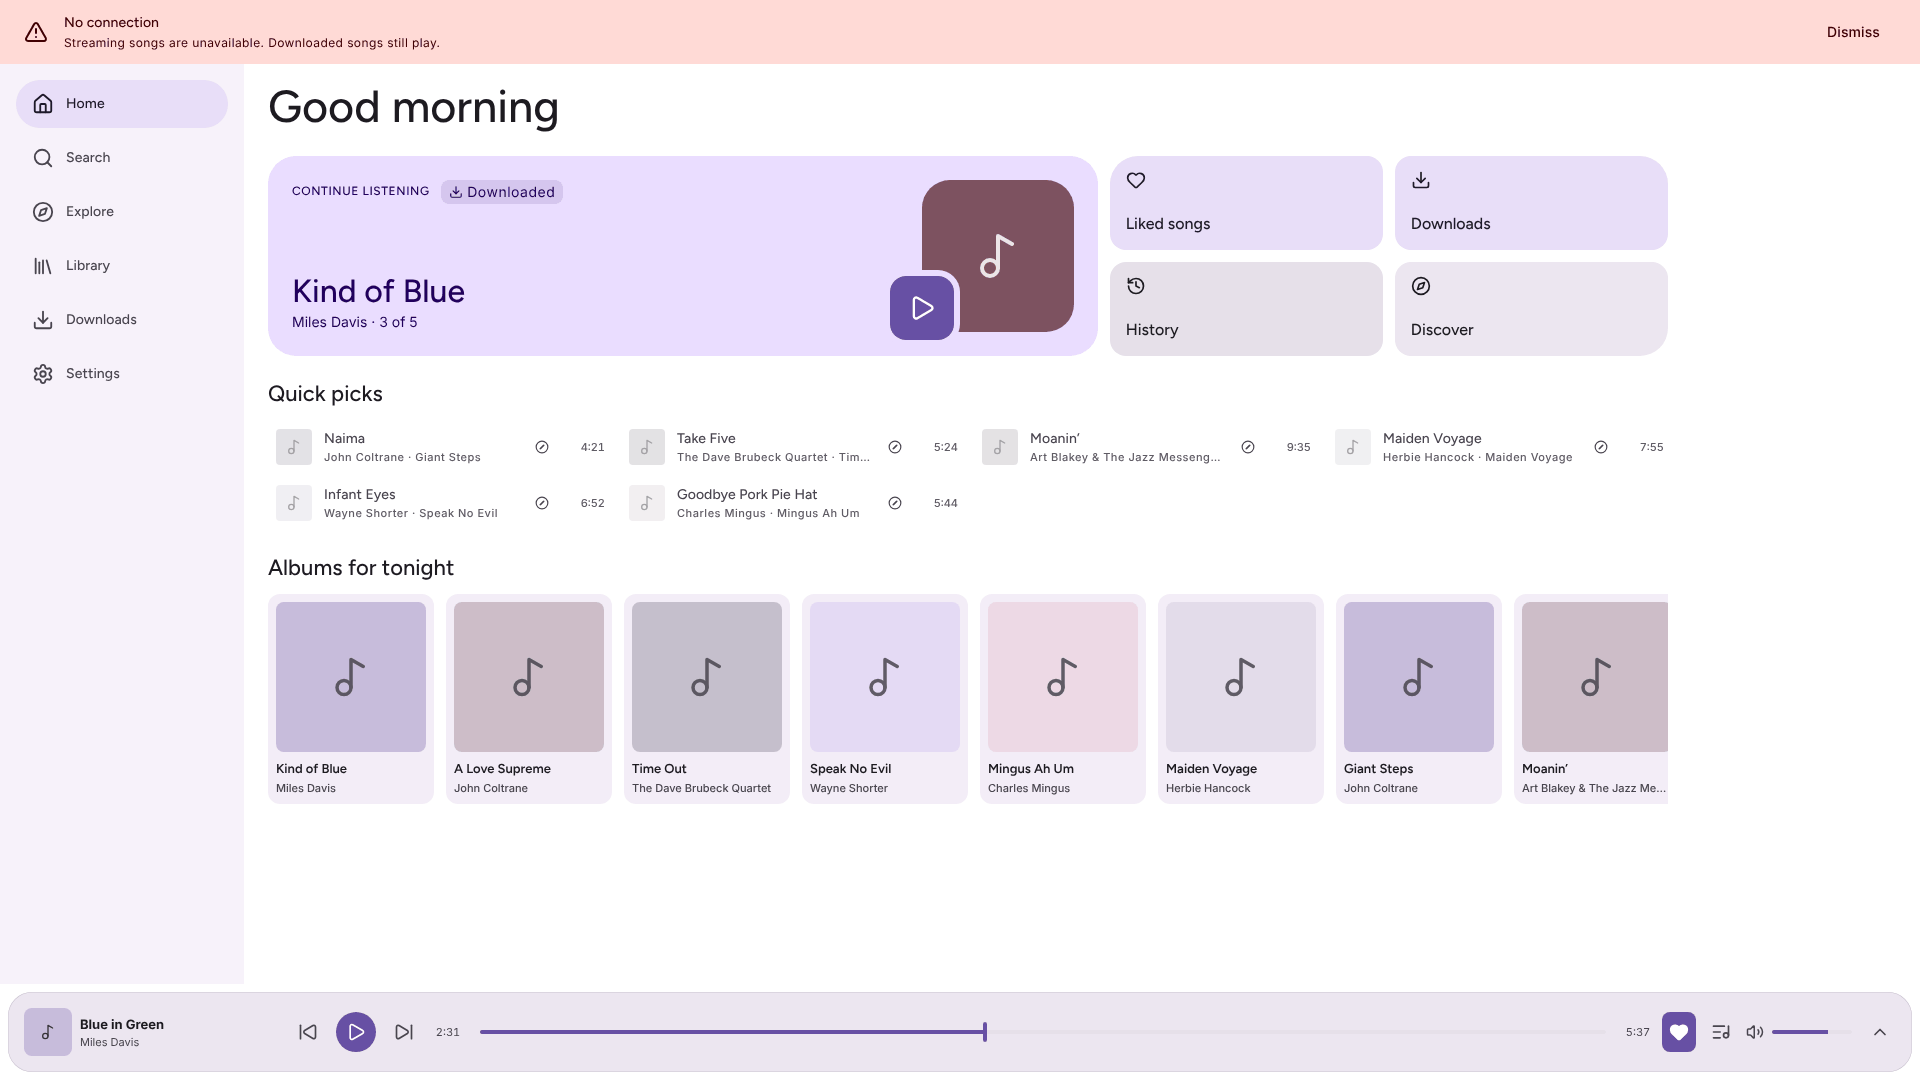 No connection
Streaming songs are unavailable. Downloaded songs still play.
Dismiss
Home
Search
Explore
Library
Downloads
Settings
Good morning
CONTINUE LISTENING
Downloaded
Kind of Blue
Miles Davis · 3 of 5
Liked songs
Downloads
History
Discover
Quick picks
Naima
John Coltrane · Giant Steps
4:21
Take Five
The Dave Brubeck Quartet · Tim...
5:24
Moanin’
Art Blakey & The Jazz Messeng...
9:35
Maiden Voyage
Herbie Hancock · Maiden Voyage
7:55
Infant Eyes
Wayne Shorter · Speak No Evil
6:52
Goodbye Pork Pie Hat
Charles Mingus · Mingus Ah Um
5:44
Albums for tonight
Kind of Blue
Miles Davis
A Love Supreme
John Coltrane
Time Out
The Dave Brubeck Quartet
Speak No Evil
Wayne Shorter
Mingus Ah Um
Charles Mingus
Maiden Voyage
Herbie Hancock
Giant Steps
John Coltrane
Moanin’
Art Blakey & The Jazz Me...
Blue in Green
Miles Davis
2:31
5:37